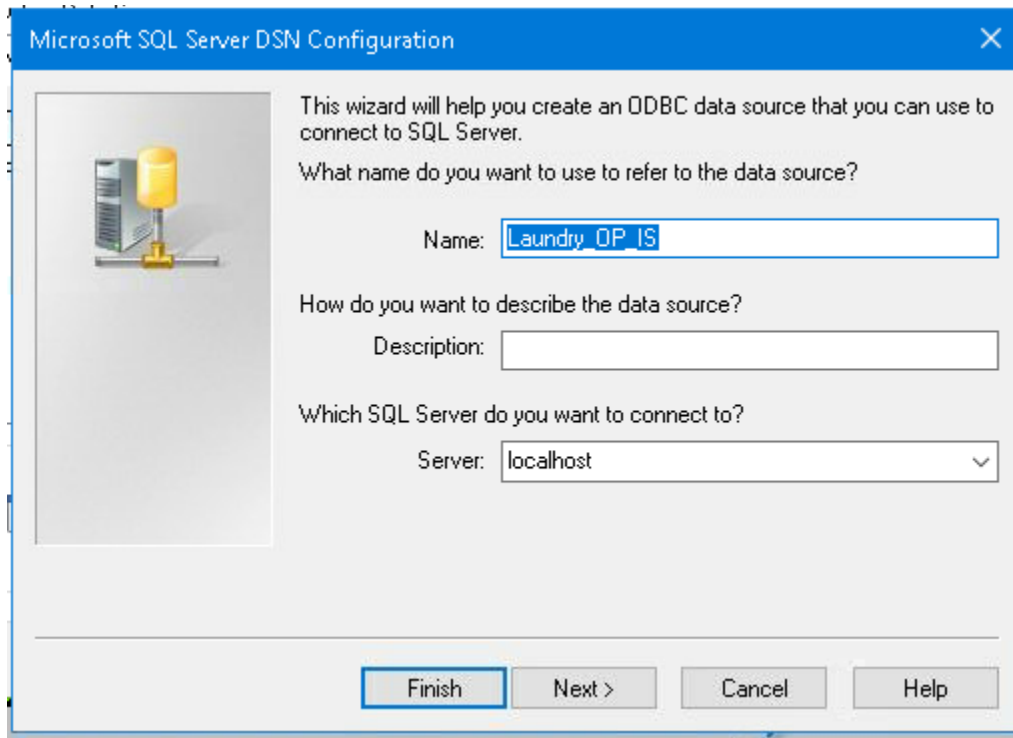 Microsoft SQL Server DSN Configuration
This wizard will help you create an ODBC data source that you can use to
connect to SQL Server.
What name do you want to use to refer to the data source?
Name: Laundry_OP_IS
How do you want to describe the data source?
Description:
Which SQL Server do you want to connect to?
Server: localhost
Finish Next > Cancel Help